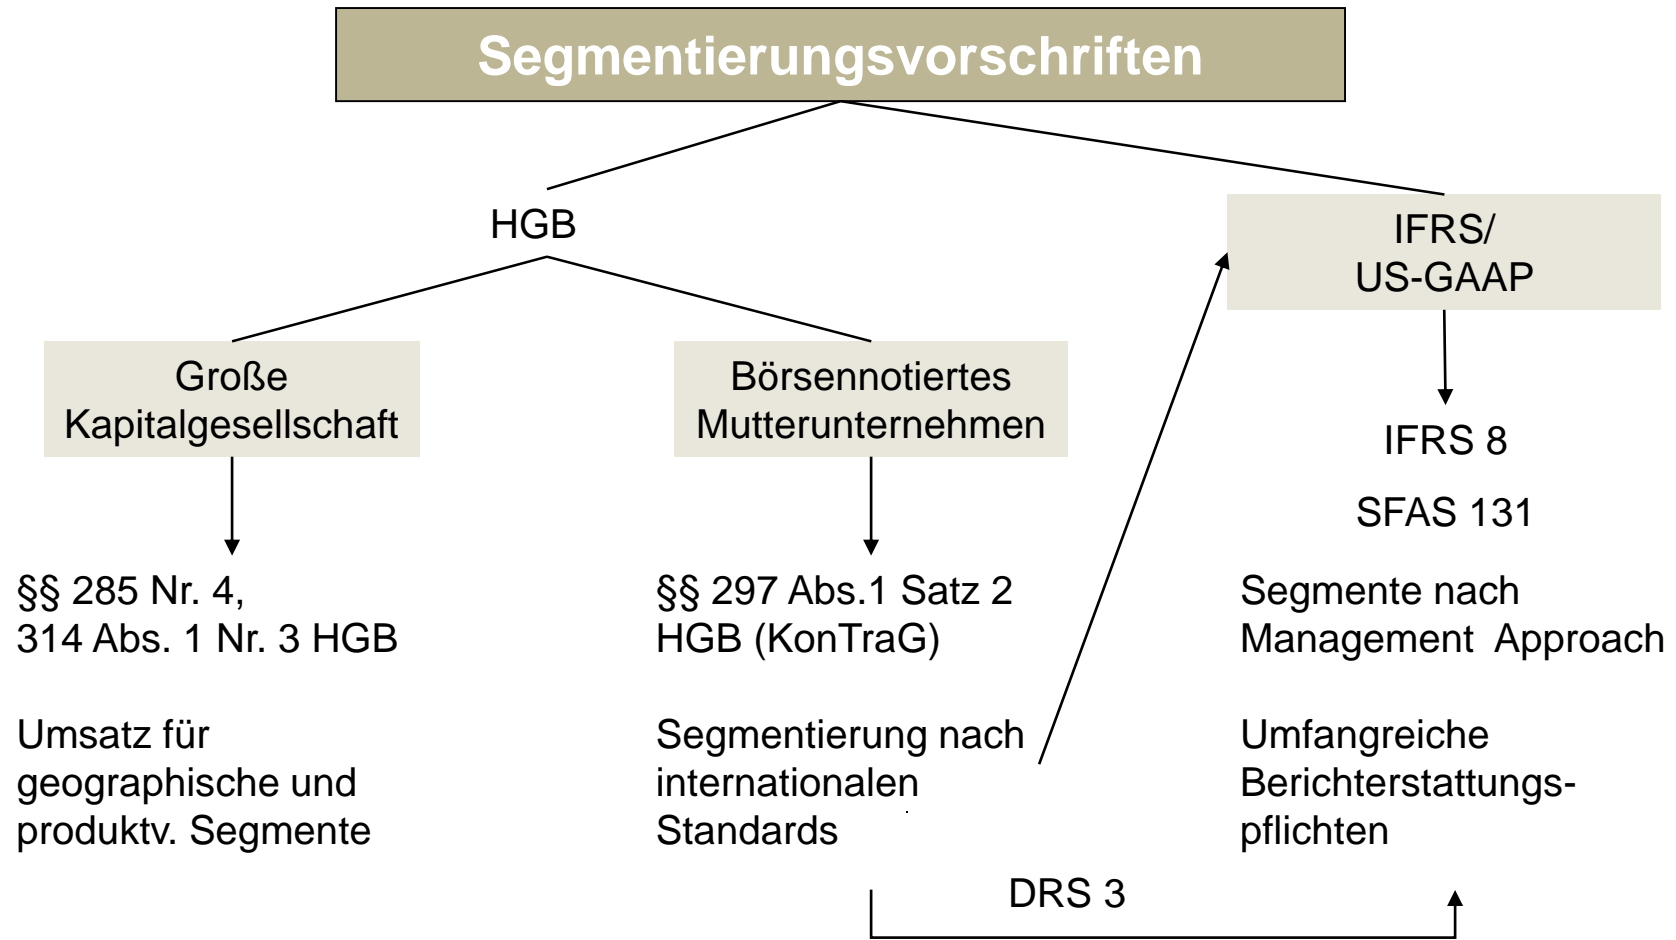 Segmentierungsvorschriften
HGB
IFRS/
US-GAAP
Große
Kapitalgesellschaft
Börsennotiertes
Mutterunternehmen
IFRS 8
SFAS 131
§§ 285 Nr. 4,
314 Abs. 1 Nr. 3 HGB
Umsatz für
geographische und
produktv. Segmente
§§ 297 Abs.1 Satz 2
HGB (KonTraG)
Segmentierung nach
internationalen
Standards
Segmente nach
Management Approach
Umfangreiche
Berichterstattungs-
pflichten
DRS 3